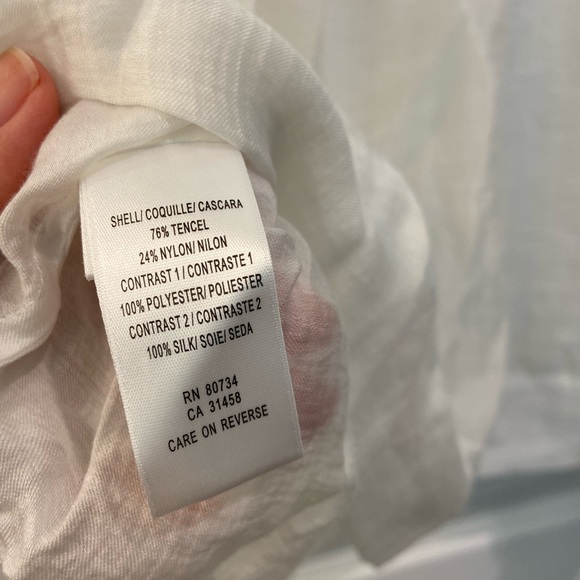 SHELL/ COQUILLE/ CASCARA
76% TENCEL
24% NYLON/ NILON
CONTRAST 1 / CONTRASTE 1
100% POLYESTER/ POLIESTER
CONTRAST 2 / CONTRASTE 2
100% SILK/ SOIE/ SEDA
RN 80734
CA 31458
CARE ON REVERSE